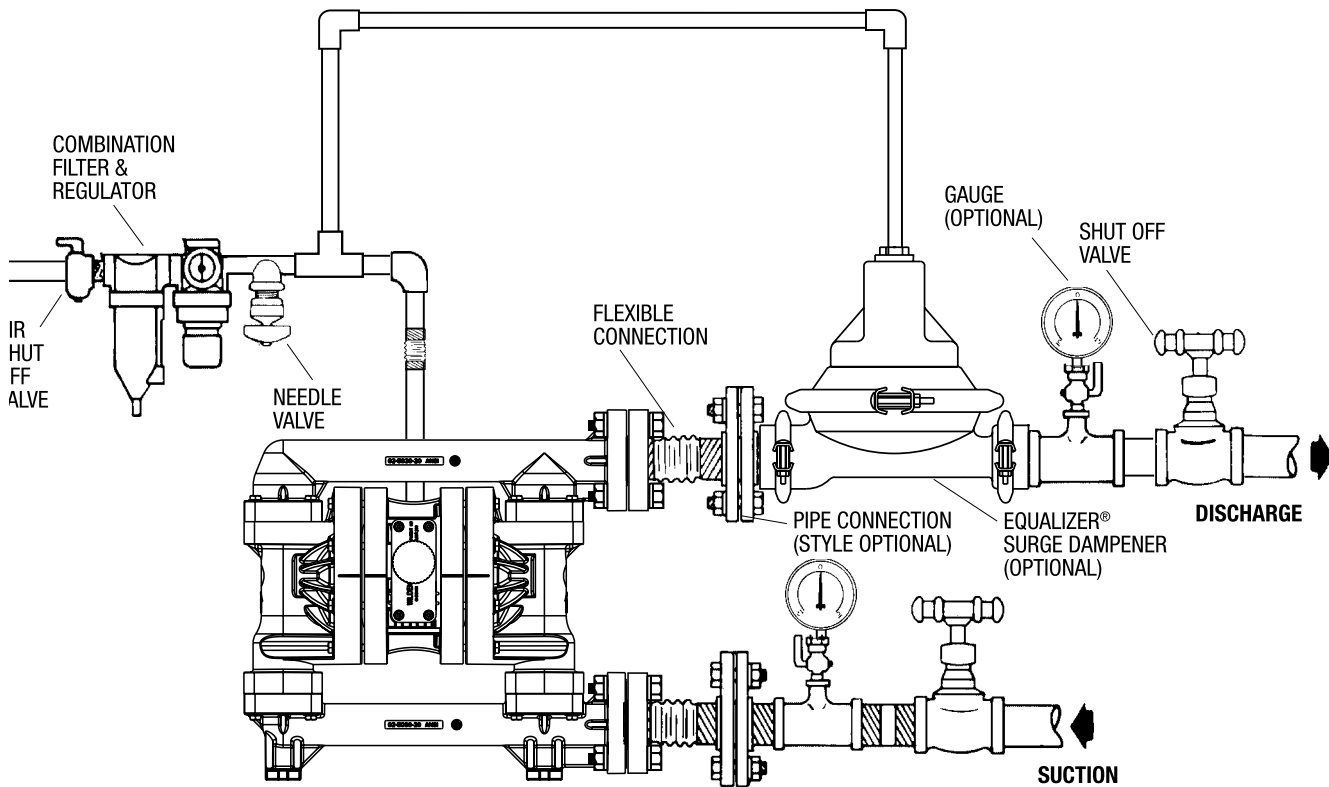 COMBINATION
FILTER &
REGULATOR
GAUGE
(OPTIONAL)
SHUT OFF
VALVE
FLEXIBLE
CONNECTION
IR
HUT
FF
ALVE
NEEDLE
VALVE
DISCHARGE
PIPE CONNECTION
(STYLE OPTIONAL)
EQUALIZER®
SURGE DAMPENER
(OPTIONAL)
SUCTION